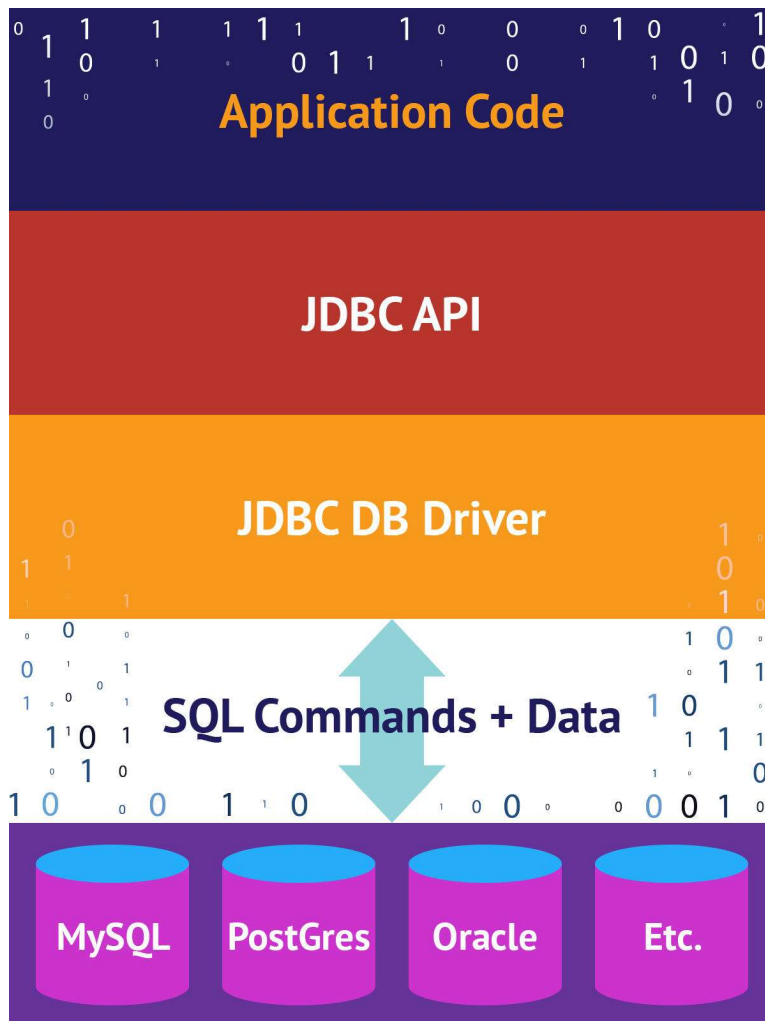 Application Code
JDBC API
JDBC DB Driver
SQL Commands + Data
MySQL PostGres Oracle Etc.